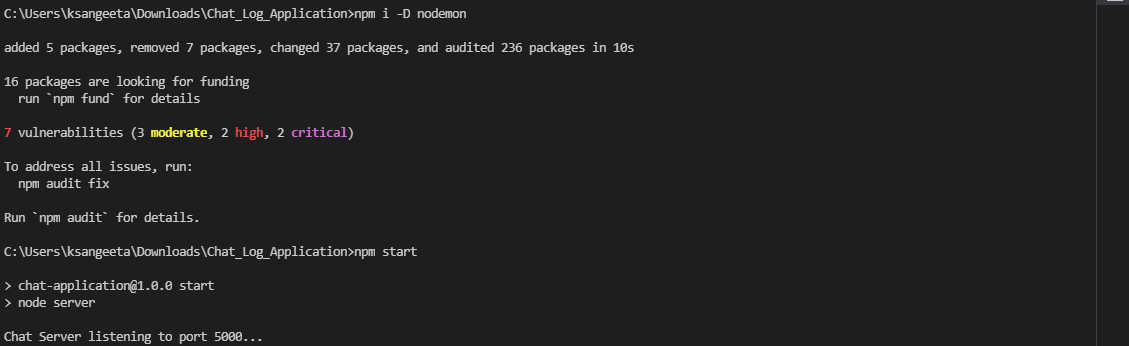 C:\Users\ksangeeta\Downloads\Chat_Log_Application>npm i -D nodemon
added 5 packages, removed 7 packages, changed 37 packages, and audited 236 packages in 10s
16 packages are looking for funding
  run `npm fund` for details
7 vulnerabilities (3 moderate, 2 high, 2 critical)
To address all issues, run:
  npm audit fix
Run `npm audit` for details.
C:\Users\ksangeeta\Downloads\Chat_Log_Application>npm start
> chat-application@1.0.0 start
> node server
Chat Server listening to port 5000...